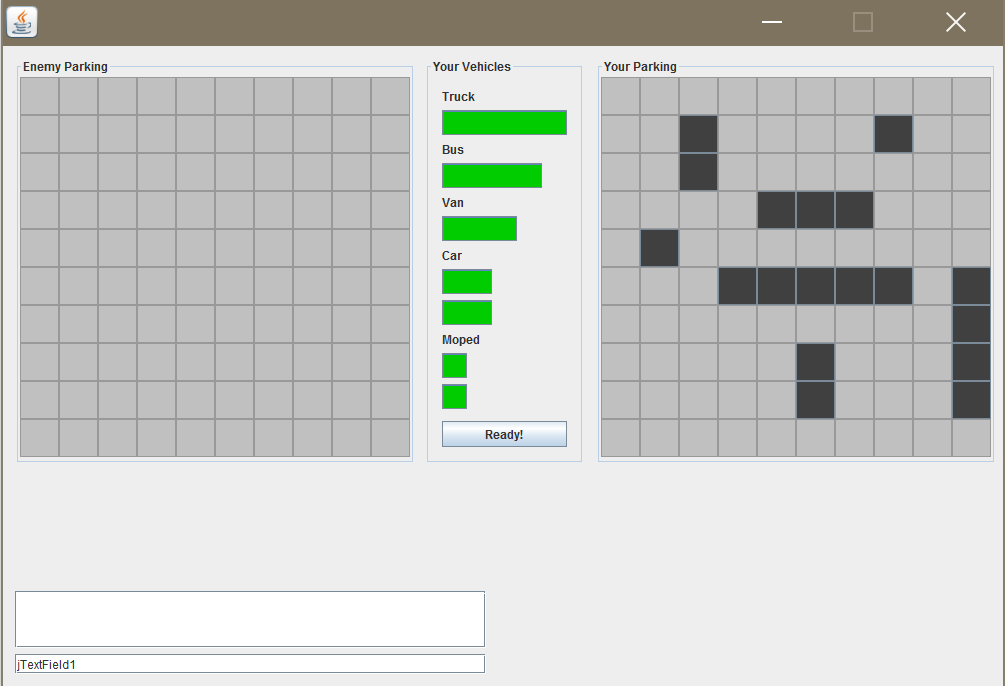 Enemy Parking
Your Vehicles
Your Parking
Truck
Bus
Van
Car
Moped
Ready!
jTextField1